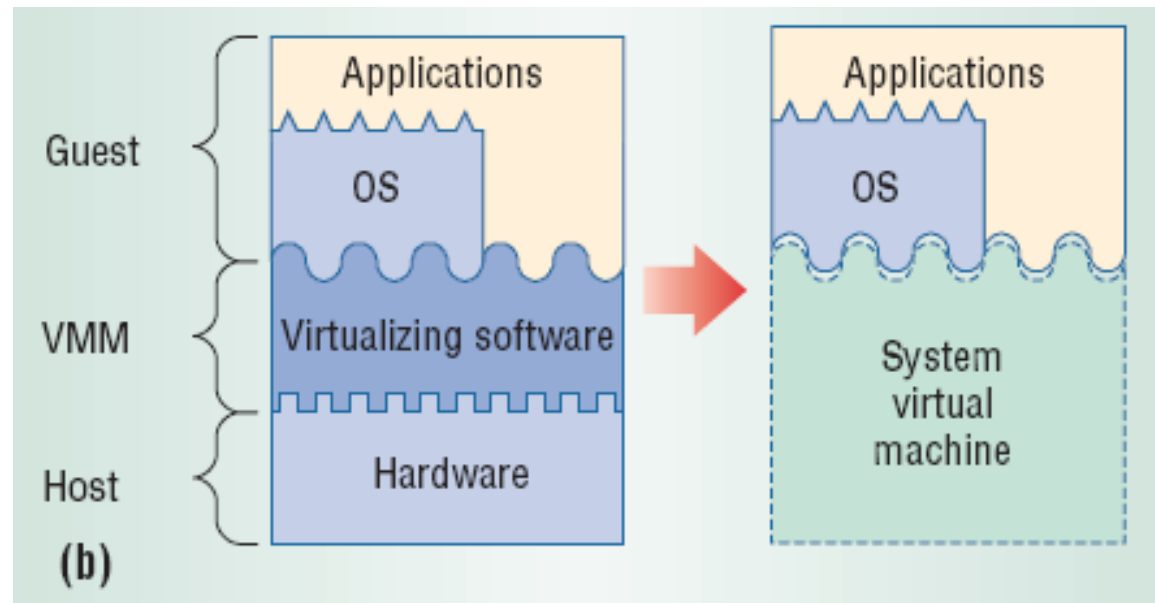 Applications
Guest
OS
VMM
Virtualizing software
Host
Hardware
(b)
Applications
OS
System
virtual
machine